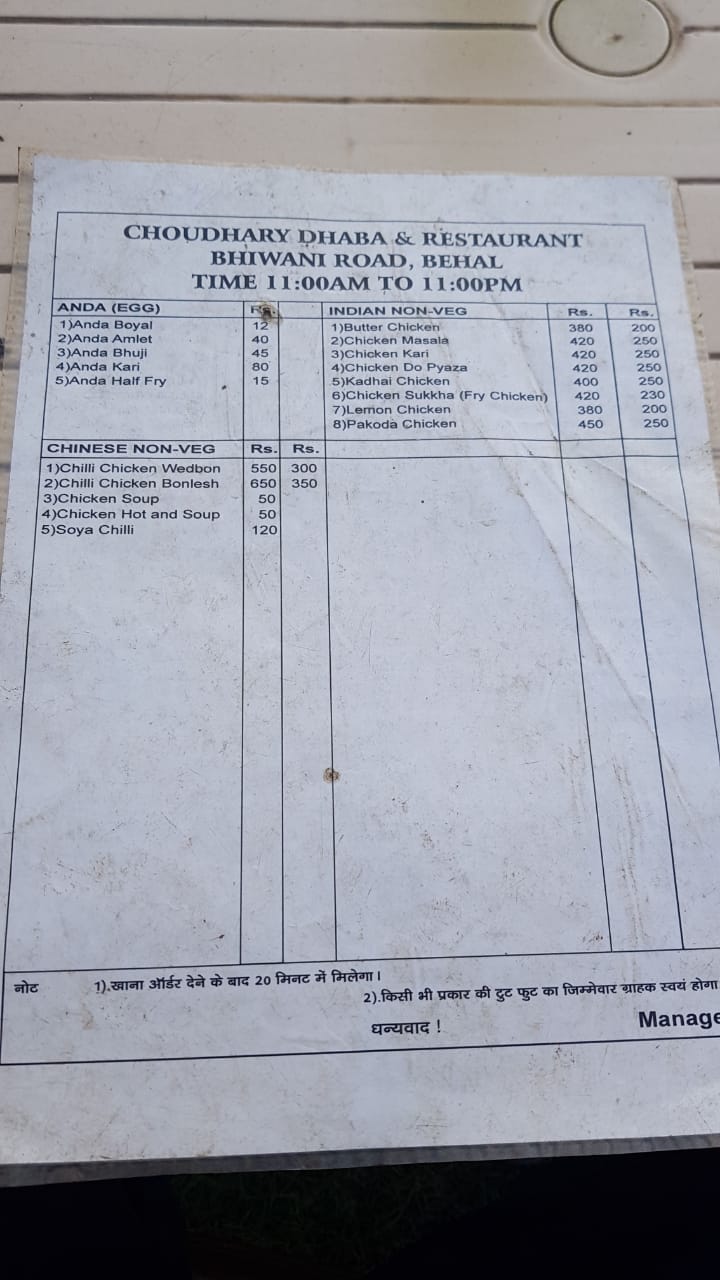 CHOUDHARY DHABA & RESTAURANT
BHIWANI ROAD, BEHAL
TIME 11:00AM TO 11:00PM
ANDA (EGG) Rs.
1)Anda Boyal 12
2)Anda Amlet 40
3)Anda Bhuji 45
4)Anda Kari 80
5)Anda Half Fry 15
INDIAN NON-VEG Rs. Rs.
1)Butter Chicken 380 200
2)Chicken Masala 420 250
3)Chicken Kari 420 250
4)Chicken Do Pyaza 420 250
5)Kadhai Chicken 400 250
6)Chicken Sukkha (Fry Chicken) 420 230
7)Lemon Chicken 380 200
8)Pakoda Chicken 450 250
CHINESE NON-VEG Rs. Rs.
1)Chilli Chicken Wedbon 550 300
2)Chilli Chicken Bonlesh 650 350
3)Chicken Soup 50
4)Chicken Hot and Soup 50
5)Soya Chilli 120
नोट 1).खाना ऑर्डर देने के बाद 20 मिनट में मिलेगा।
2).किसी भी प्रकार की टुट फुट का जिम्मेवार ग्राहक स्वयं होगा
धन्यवाद ! Manage